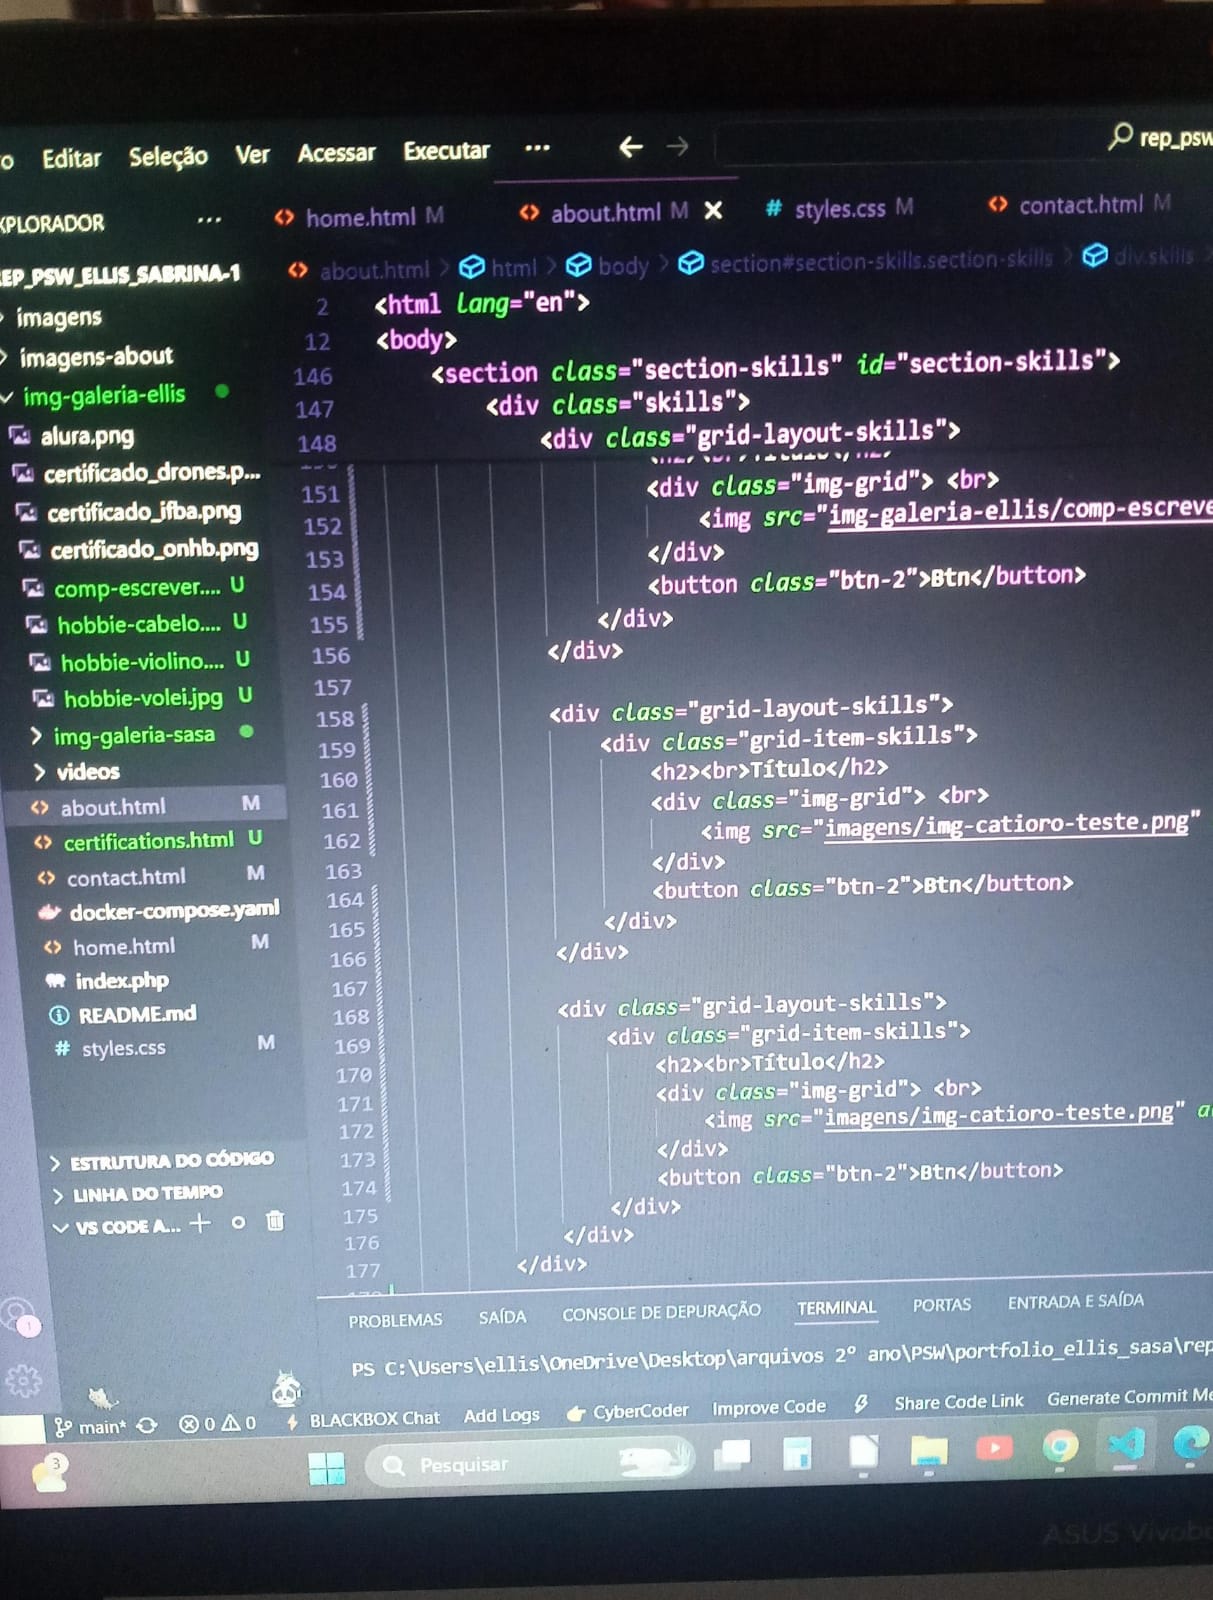 Editar Seleção Ver Acessar Executar ... ← → rep_psw
... home.html M about.html M × # styles.css M contact.html M
REP_PSW_ELLIS_SABRINA-1 about.html > html > body > section#section-skills.section-skills > div.skills >
imagens
imagens-about
img-galeria-ellis
alura.png
certificado_drones.p...
certificado_ifba.png
certificado_onhb.png
comp-escrever.... U
hobbie-cabelo.... U
hobbie-violino.... U
hobbie-volei.jpg U
> img-galeria-sasa
> videos
about.html M
certifications.html U
contact.html M
docker-compose.yaml
home.html M
index.php
README.md
# styles.css M
> ESTRUTURA DO CÓDIGO
> LINHA DO TEMPO
VS CODE A...
2 <html lang="en">
12 <body>
146 <section class="section-skills" id="section-skills">
147 <div class="skills">
148 <div class="grid-layout-skills">
151 <div class="img-grid"> <br>
152 <img src="img-galeria-ellis/comp-escreve
153 </div>
154 <button class="btn-2">Btn</button>
155 </div>
156 </div>
157
158 <div class="grid-layout-skills">
159 <div class="grid-item-skills">
160 <h2><br>Título</h2>
161 <div class="img-grid"> <br>
162 <img src="imagens/img-catioro-teste.png"
163 </div>
164 <button class="btn-2">Btn</button>
165 </div>
166 </div>
167
168 <div class="grid-layout-skills">
169 <div class="grid-item-skills">
170 <h2><br>Título</h2>
171 <div class="img-grid"> <br>
172 <img src="imagens/img-catioro-teste.png" a
173 </div>
174 <button class="btn-2">Btn</button>
175 </div>
176 </div>
177 </div>
PROBLEMAS SAÍDA CONSOLE DE DEPURAÇÃO TERMINAL PORTAS ENTRADA E SAÍDA
PS C:\Users\ellis\OneDrive\Desktop\arquivos 2º ano\PSW\portfolio_ellis_sasa\rep
1
main* 0 0 BLACKBOX Chat Add Logs CyberCoder Improve Code Share Code Link Generate Commit Me
3 Pesquisar
ASUS